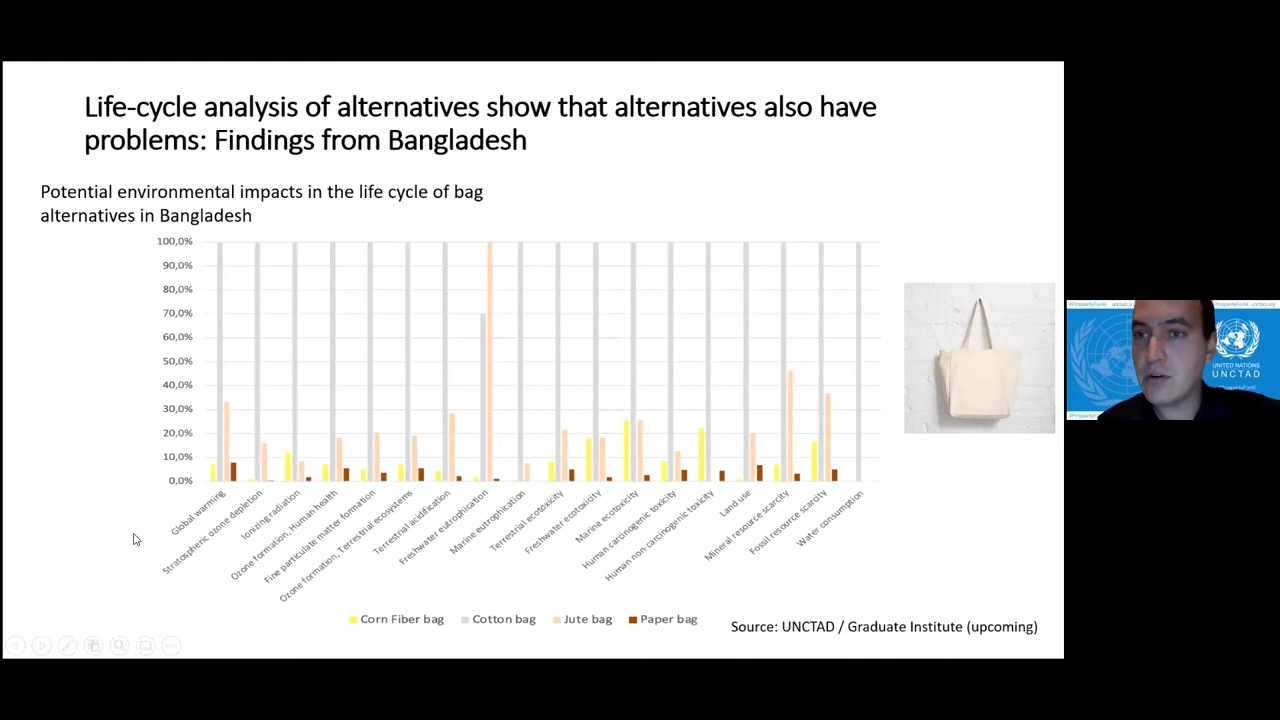 Life-cycle analysis of alternatives show that alternatives also have
problems: Findings from Bangladesh
Potential environmental impacts in the life cycle of bag
alternatives in Bangladesh
100,0%
90,0%
80,0%
70,0%
60,0%
50,0%
40,0%
30,0%
20,0%
10,0%
0,0%
Global warming
Stratospheric ozone depletion
Ionizing radiation
Ozone formation, Human health
Fine particulate matter formation
Ozone formation, Terrestrial ecosystems
Terrestrial acidification
Freshwater eutrophication
Marine eutrophication
Terrestrial ecotoxicity
Freshwater ecotoxicity
Marine ecotoxicity
Human carcinogenic toxicity
Human non-carcinogenic toxicity
Land use
Mineral resource scarcity
Fossil resource scarcity
Water consumption
Corn Fiber bag
Cotton bag
Jute bag
Paper bag
Source: UNCTAD / Graduate Institute (upcoming)
UNITED NATIONS
UNCTAD